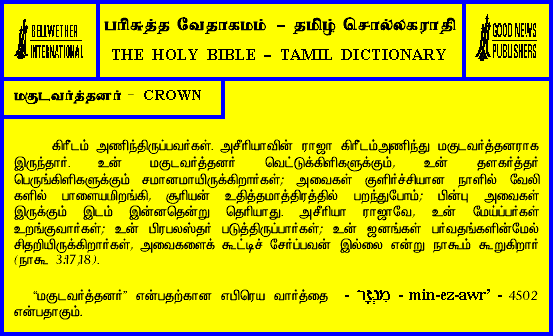 BELLWETHER
INTERNATIONAL
பரிசுத்த வேதாகமம் – தமிழ் சொல்லகராதி
THE HOLY BIBLE – TAMIL DICTIONARY
GOOD NEWS
PUBLISHERS
மகுடவர்த்தனர் - CROWN
கிரீடம் அணிந்திருப்பவர்கள். அசீரியாவின் ராஜா கிரீடம்அணிந்து மகுடவர்த்தனராக
இருந்தார். உன் மகுடவர்த்தனர் வெட்டுக்கிளிகளுக்கும், உன் தளகர்த்தர்
பெருங்கிளிகளுக்கும் சமானமாயிருக்கிறார்கள்; அவைகள் குளிர்ச்சியான நாளில் வேலி
களில் பாளையமிறங்கி, சூரியன் உதித்தமாத்திரத்தில் பறந்துபோம்; பின்பு அவைகள்
இருக்கும் இடம் இன்னதென்று தெரியாது. அசீரியா ராஜாவே, உன் மேய்ப்பர்கள்
உறங்குவார்கள்; உன் பிரபலஸ்தர் படுத்திருப்பார்கள்; உன் ஜனங்கள் பர்வதங்களின்மேல்
சிதறியிருக்கிறார்கள், அவைகளைக் கூட்டிச் சேர்ப்பவன் இல்லை என்று நாகூம் கூறுகிறார்
(நாகூ 3:17,18).
“மகுடவர்த்தனர்” என்பதற்கான எபிரெய வார்த்தை - מִנְּזָר - min-ez-awr’ - 4502
என்பதாகும்.